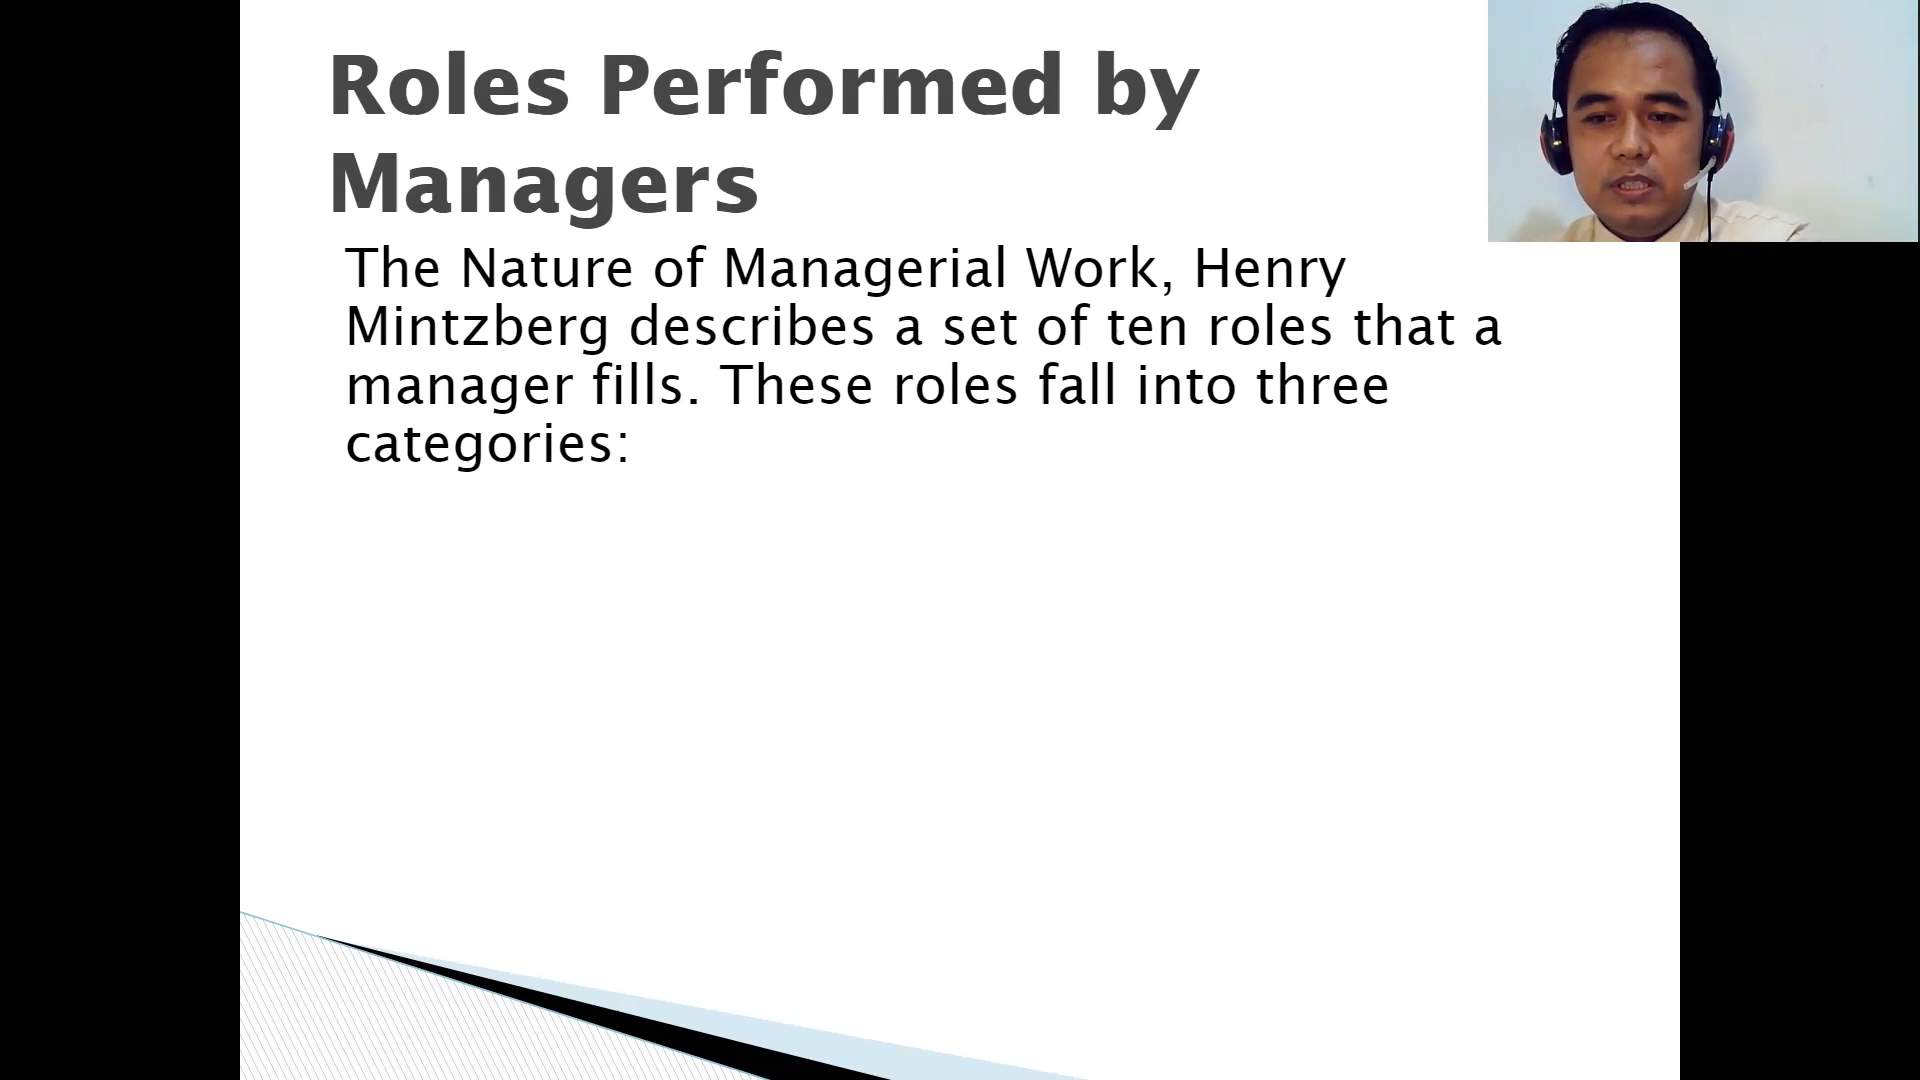 Roles Performed by
Managers
The Nature of Managerial Work, Henry
Mintzberg describes a set of ten roles that a
manager fills. These roles fall into three
categories: